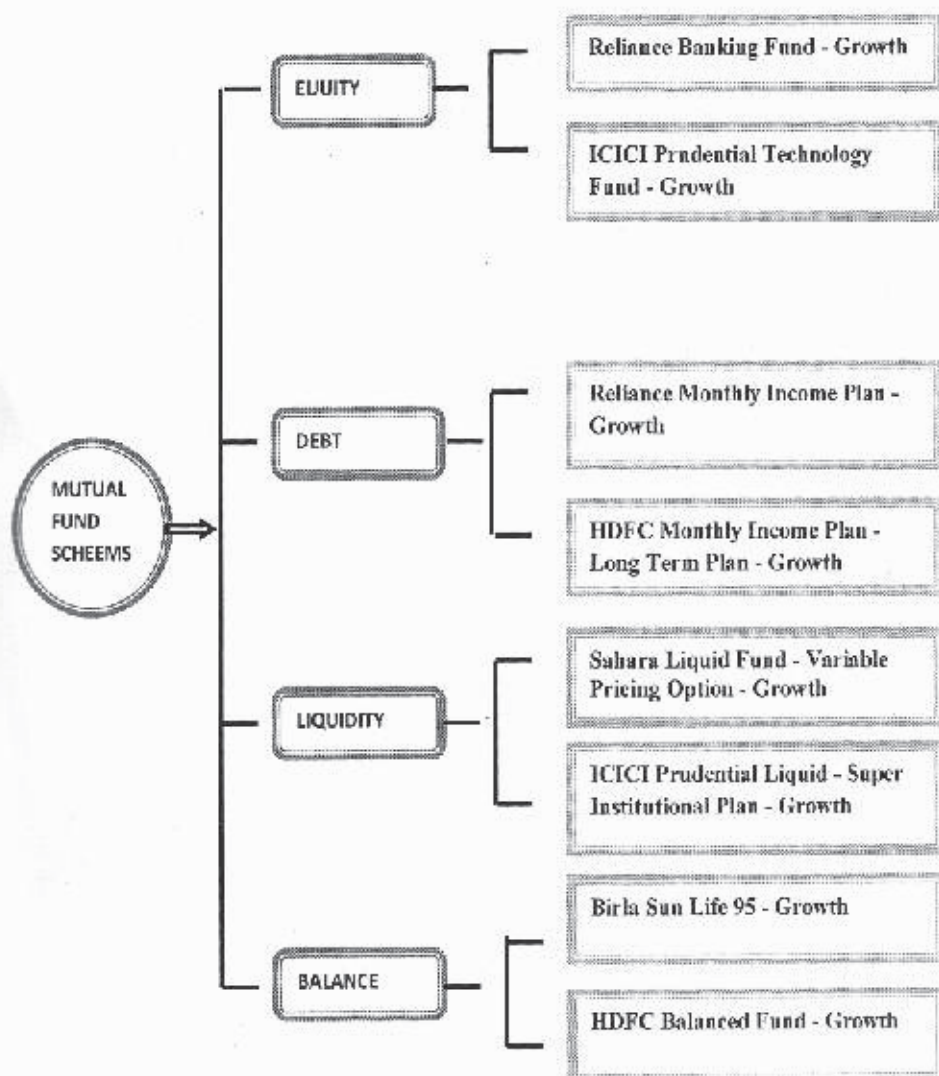 MUTUAL
FUND
SCHEEMS
EUUITY
Reliance Banking Fund - Growth
ICICI Prudential Technology
Fund - Growth
DEBT
Reliance Monthly Income Plan -
Growth
HDFC Monthly Income Plan -
Long Term Plan - Growth
LIQUIDITY
Sahara Liquid Fund - Variable
Pricing Option - Growth
ICICI Prudential Liquid - Super
Institutional Plan - Growth
BALANCE
Birla Sun Life 95 - Growth
HDFC Balanced Fund - Growth